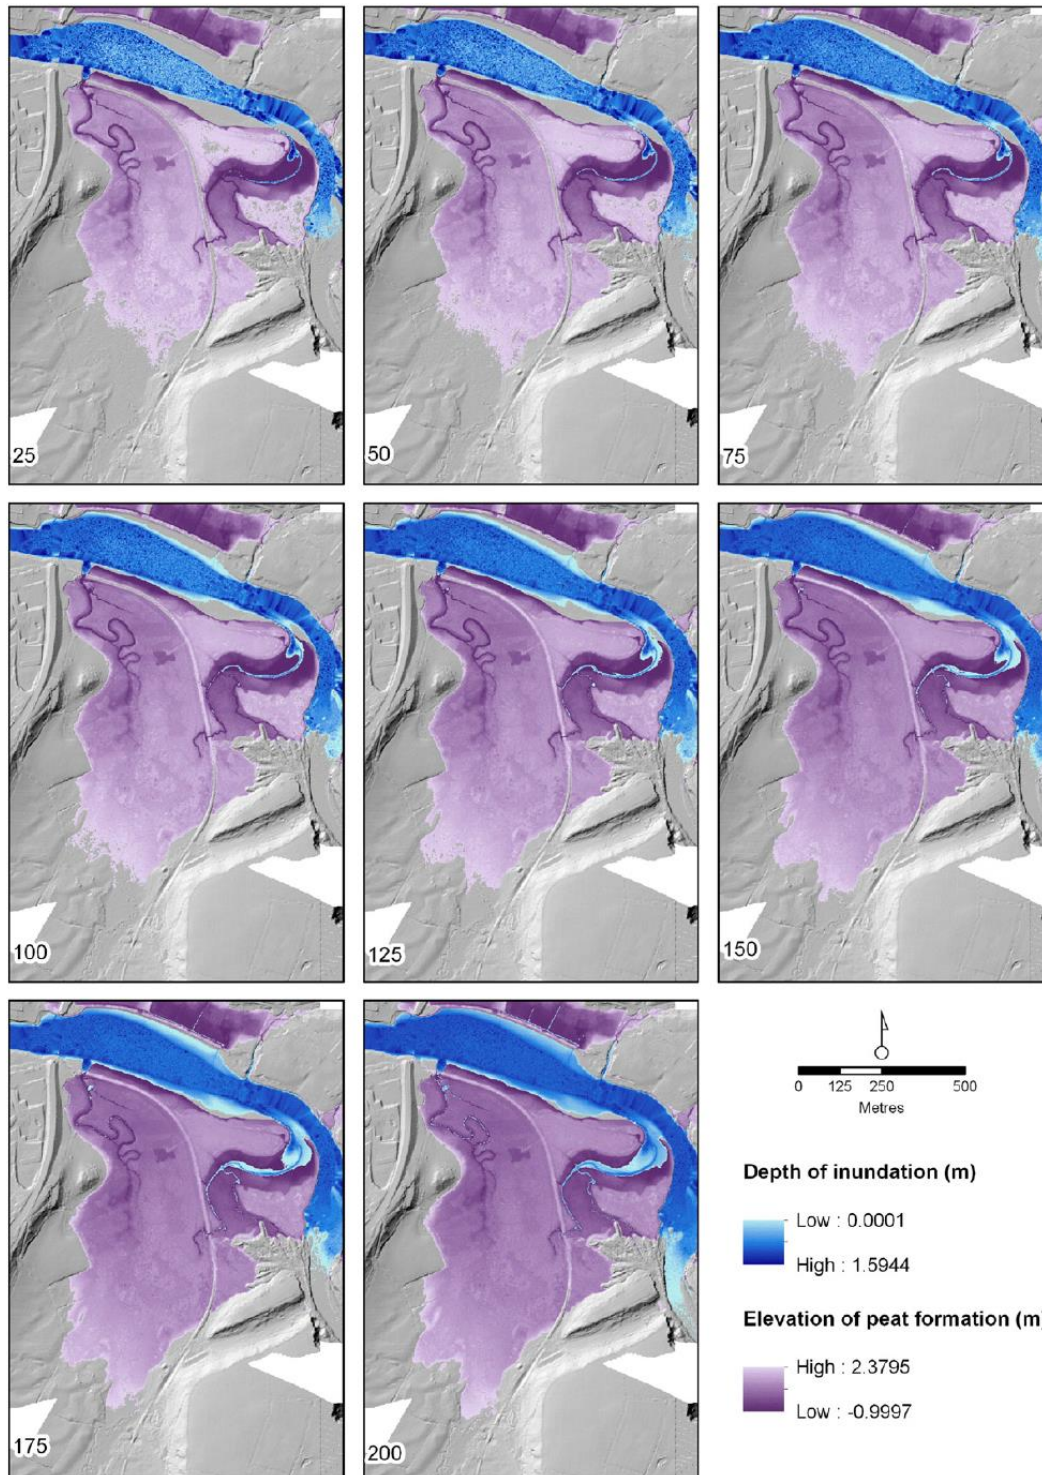 25
50
75
100
125
150
175
200
0 125 250 500
Metres
Depth of inundation (m)
Low : 0.0001
High : 1.5944
Elevation of peat formation (m
High : 2.3795
Low : -0.9997